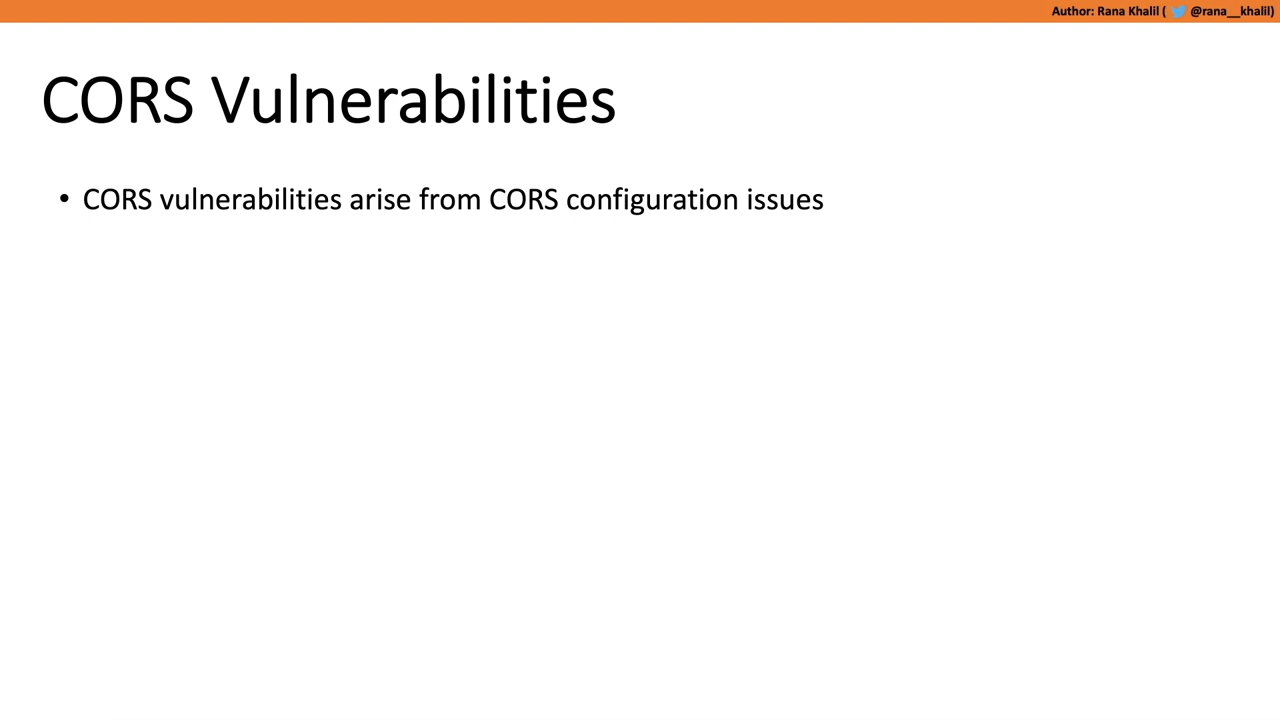 Author: Rana Khalil ( @rana__khalil)
CORS Vulnerabilities
• CORS vulnerabilities arise from CORS configuration issues